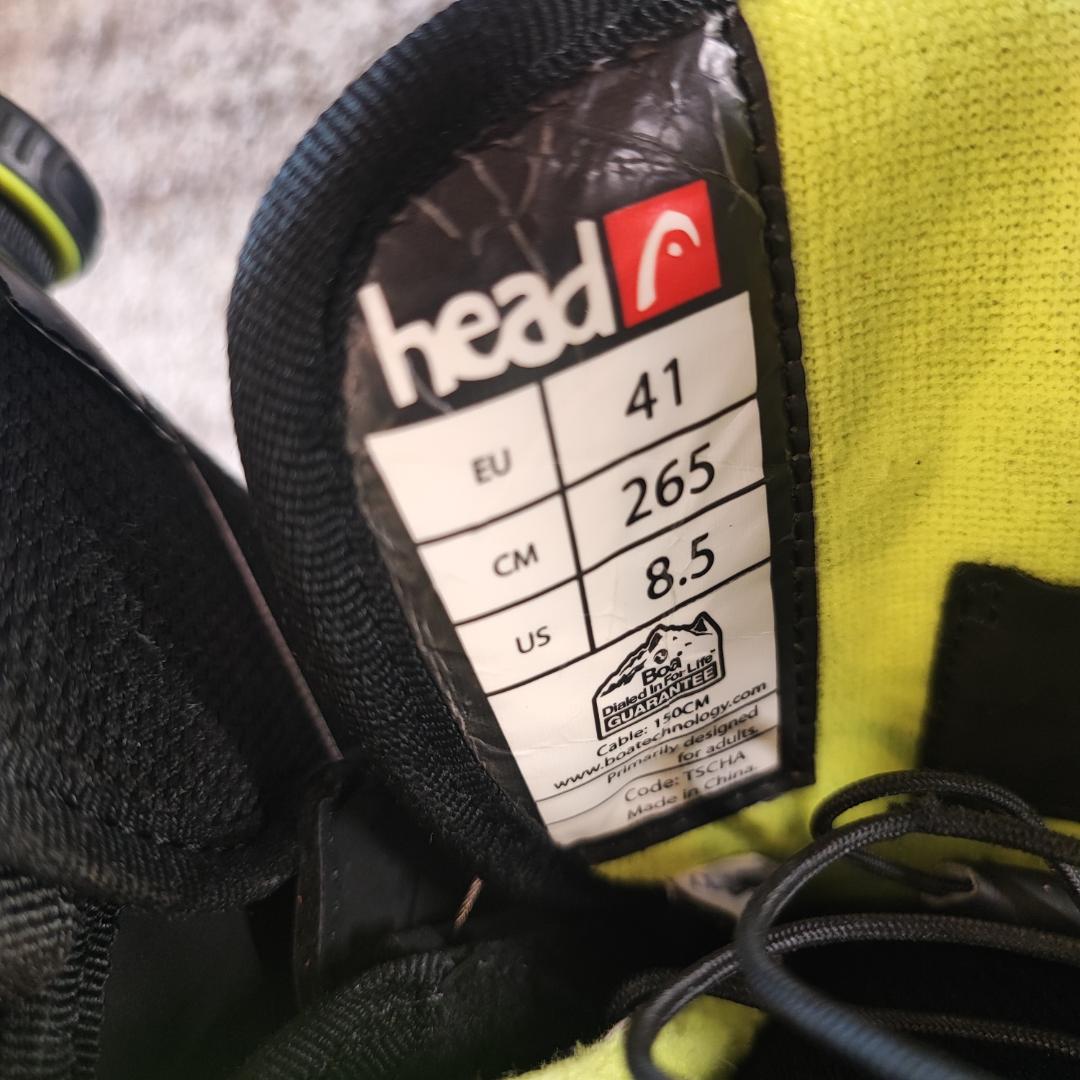 head
EU 41
CM 265
US 8.5
Boa
Dialed In For Life™
GUARANTEE
Cable: 150CM
www.boatechnology.com
Primarily designed
for adults.
Code: TSCHA
Made in China.